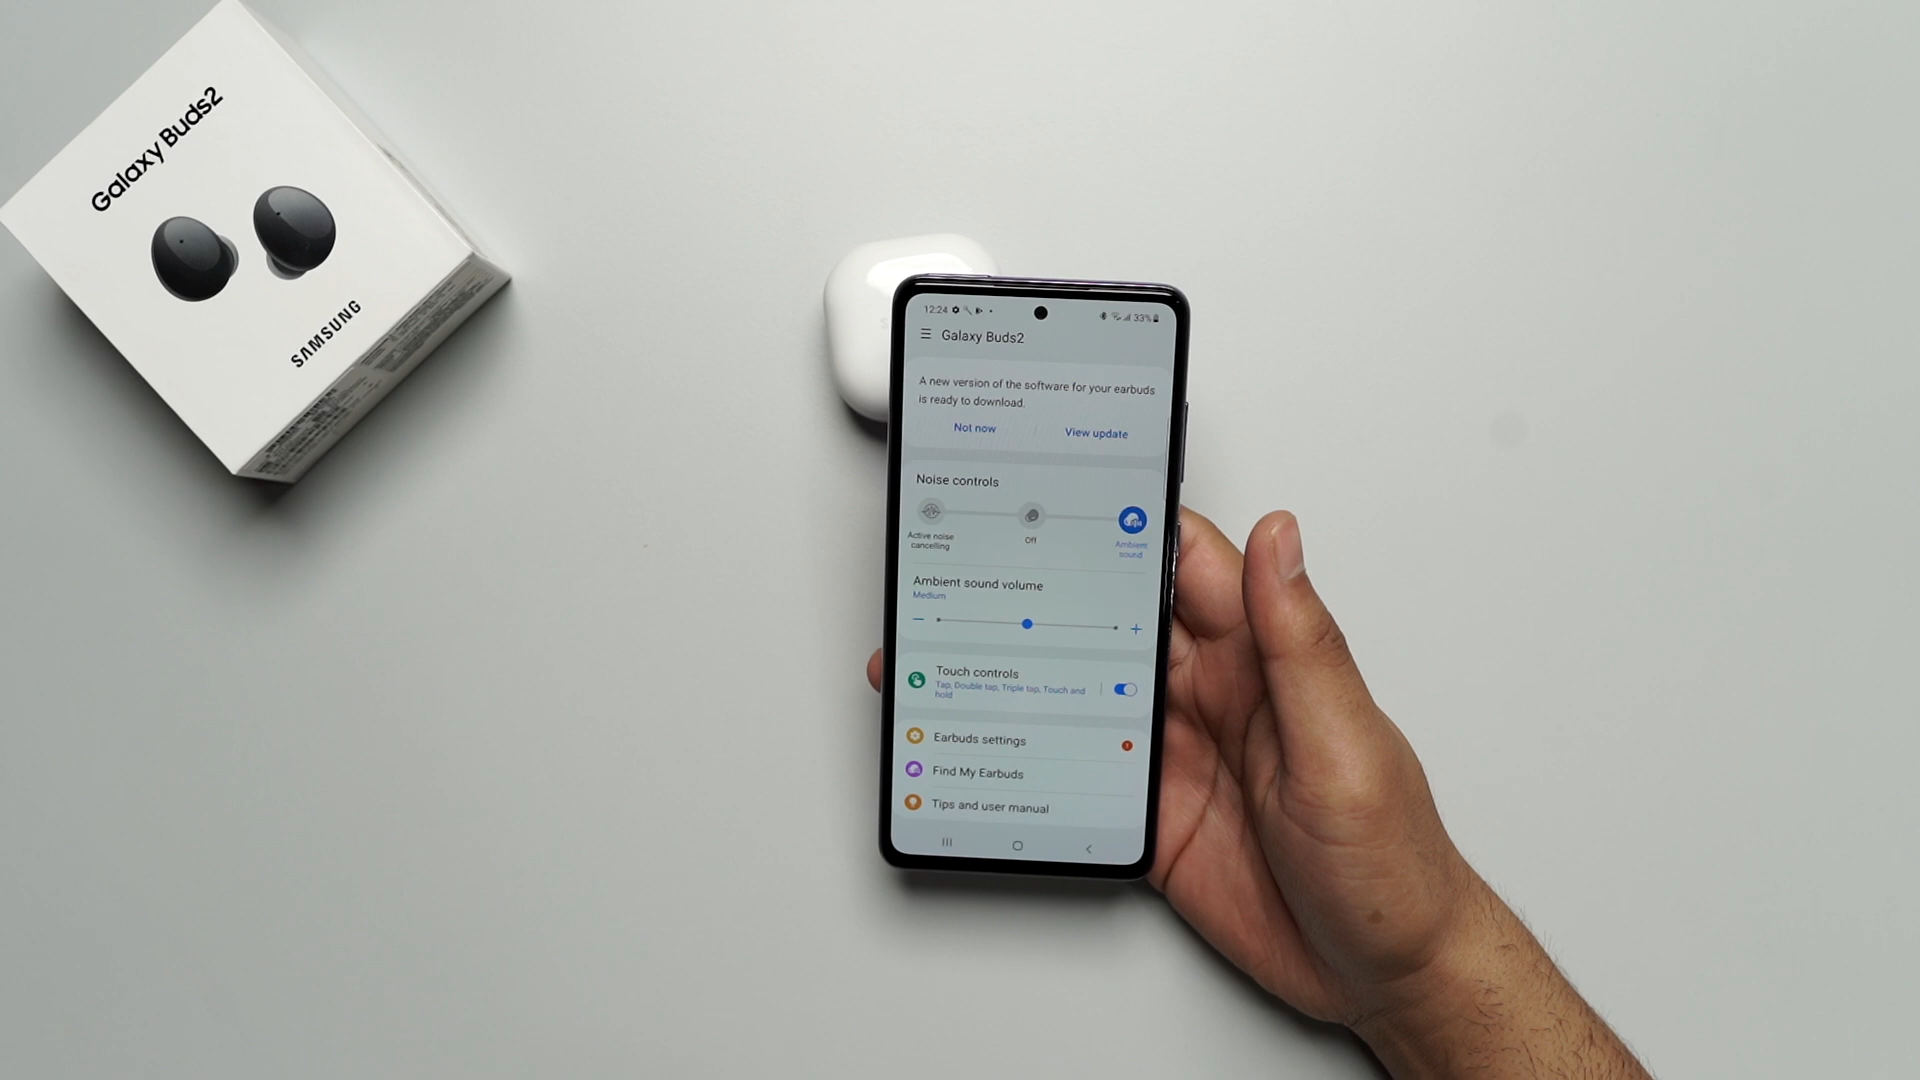 Galaxy Buds2
SAMSUNG
12:24
33%
Galaxy Buds2
A new version of the software for your earbuds
is ready to download.
Not now
View update
Noise controls
Active noise
cancelling
Off
Ambient
sound
Ambient sound volume
Medium
Touch controls
Tap, Double tap, Triple tap, Touch and
hold
Earbuds settings
Find My Earbuds
Tips and user manual